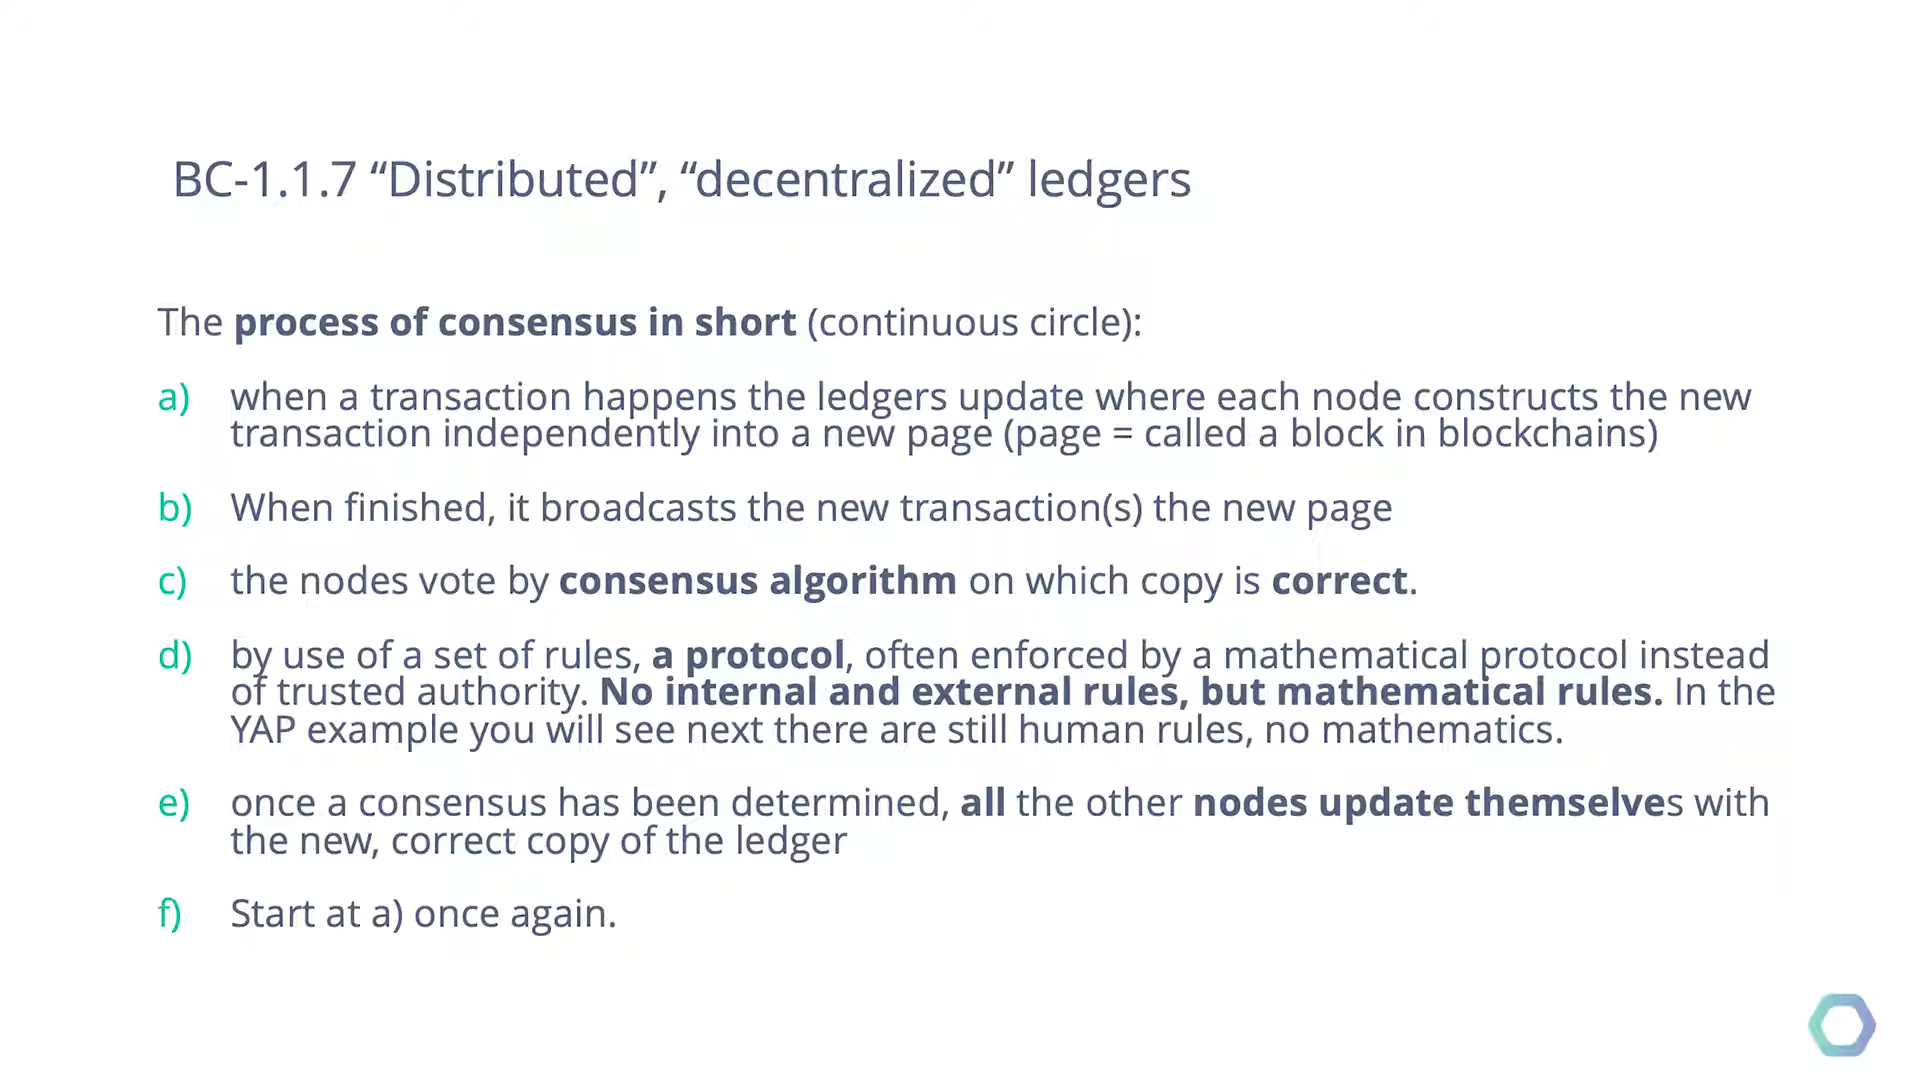 BC-1.1.7 “Distributed”, “decentralized” ledgers
The process of consensus in short (continuous circle):
a) when a transaction happens the ledgers update where each node constructs the new
transaction independently into a new page (page = called a block in blockchains)
b) When finished, it broadcasts the new transaction(s) the new page
c) the nodes vote by consensus algorithm on which copy is correct.
d) by use of a set of rules, a protocol, often enforced by a mathematical protocol instead
of trusted authority. No internal and external rules, but mathematical rules. In the
YAP example you will see next there are still human rules, no mathematics.
e) once a consensus has been determined, all the other nodes update themselves with
the new, correct copy of the ledger
f) Start at a) once again.